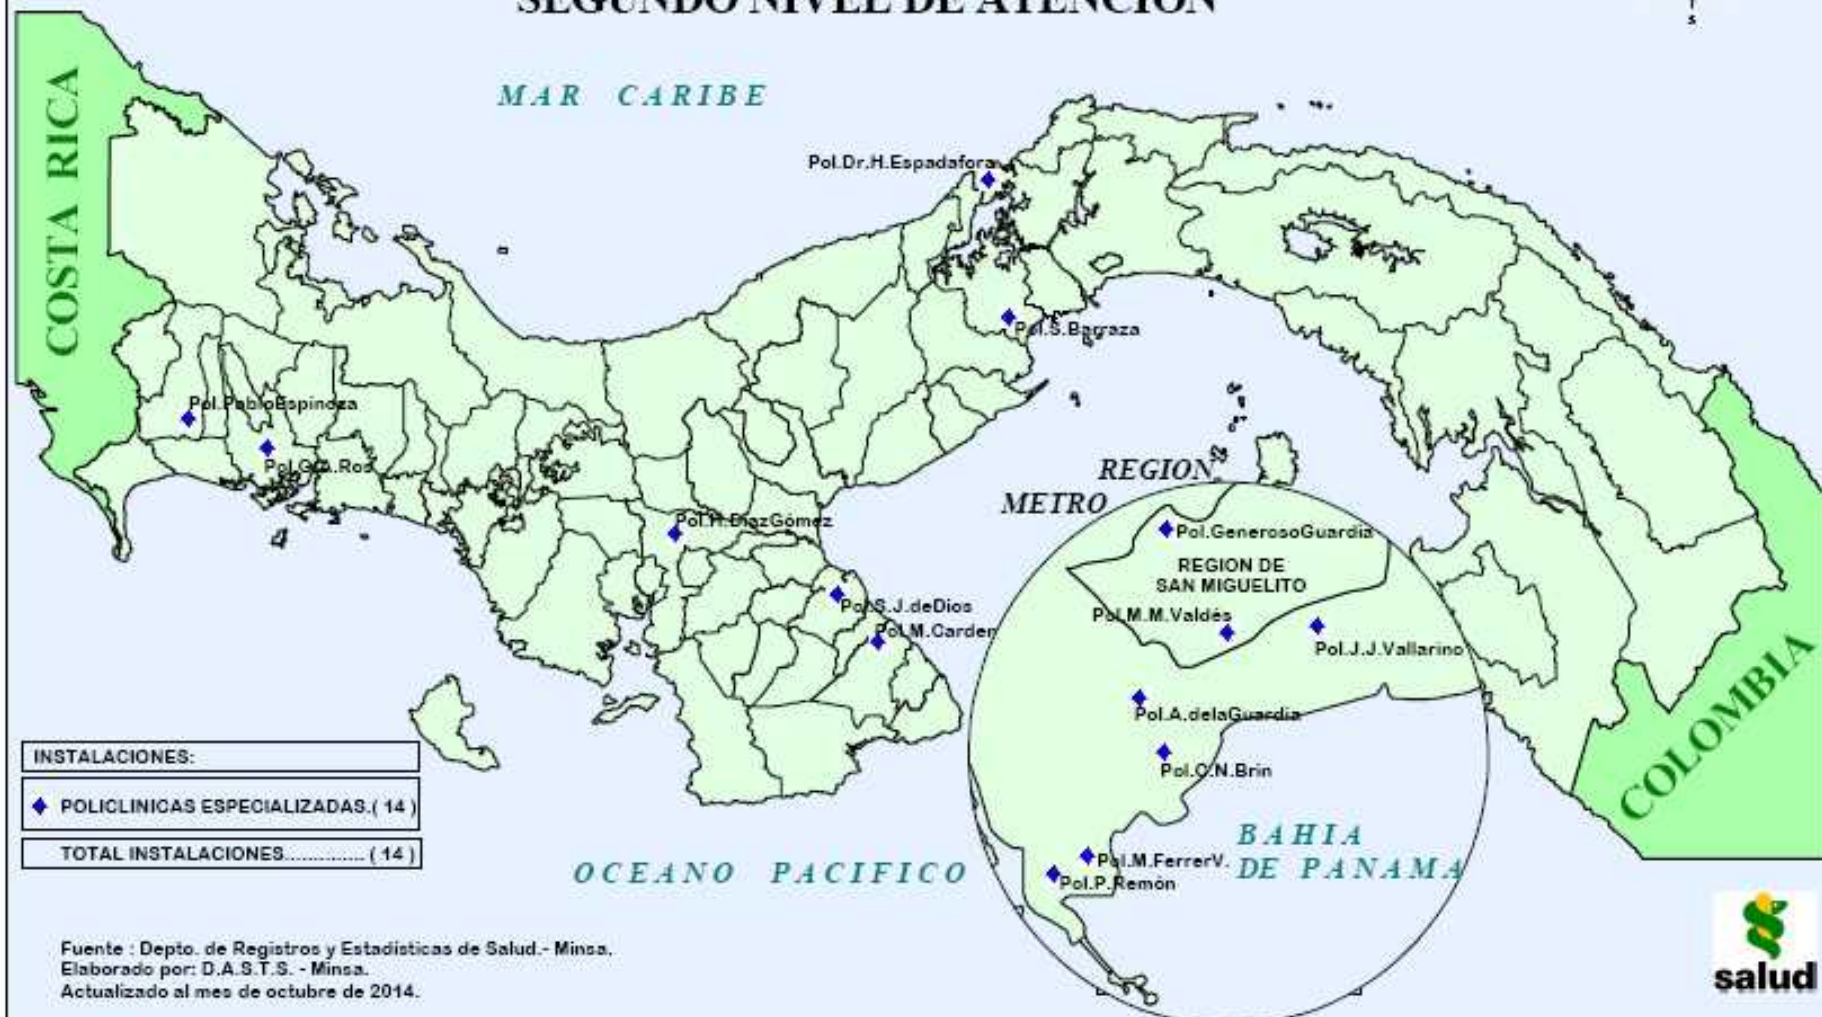 SEGUNDO NIVEL DE ATENCION
S
MAR CARIBE
COSTA RICA
Pol.Dr.H.Espadafora
Pol.S.Barraza
Pol.PabloEspinoza
Pol.G.A.Ros
REGION
METRO
Pol.H.DiazGómez
Pol.GenerosoGuardia
REGION DE
SAN MIGUELITO
Pol.S.J.deDios
Pol.M.M.Valdés
Pol.M.Carder
Pol.J.J.Vallarino
Pol.A.delaGuardia
Pol.C.N.Brin
COLOMBIA
INSTALACIONES:
POLICLINICAS ESPECIALIZADAS.( 14 )
TOTAL INSTALACIONES.............. ( 14 )
BAHIA
DE PANAMA
Pol.M.FerrerV.
Pol.P.Remón
OCEANO PACIFICO
Fuente : Depto. de Registros y Estadísticas de Salud.- Minsa.
Elaborado por: D.A.S.T.S. - Minsa.
Actualizado al mes de octubre de 2014.
salud